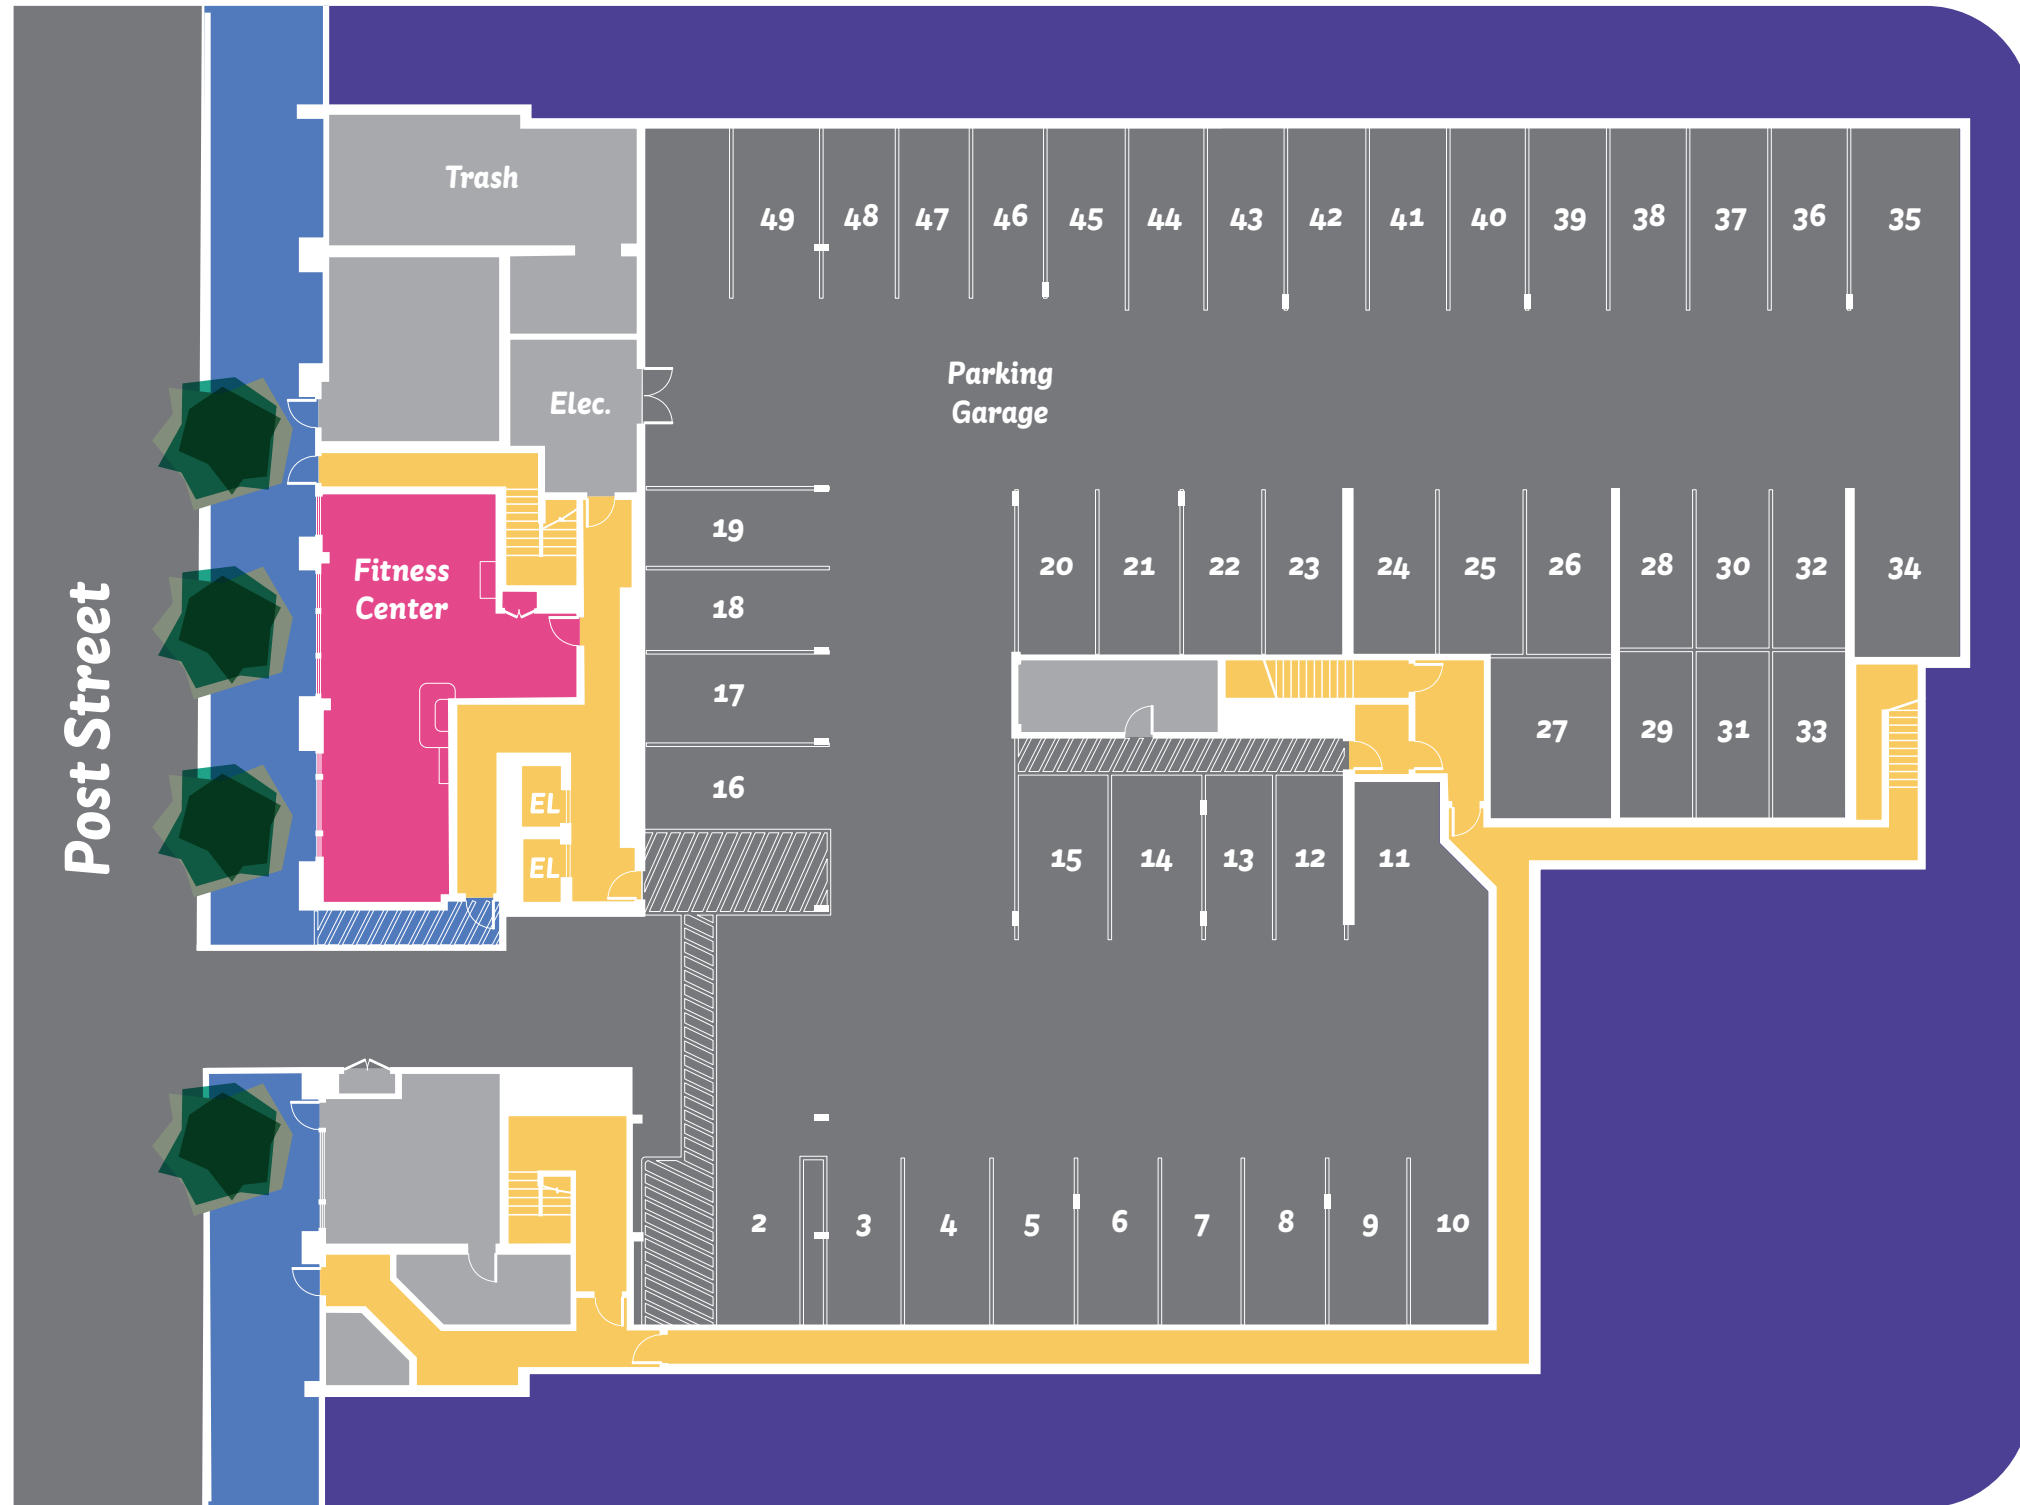 Trash
49 48 47 46 45 44 43 42 41 40 39 38 37 36 35
Parking
Garage
Elec.
19
20 21 22 23 24 25 26 28 30 32 34
Fitness
Center
18
17
27 29 31 33
Post Street
16
EL
EL
15 14 13 12 11
2 3 4 5 6 7 8 9 10